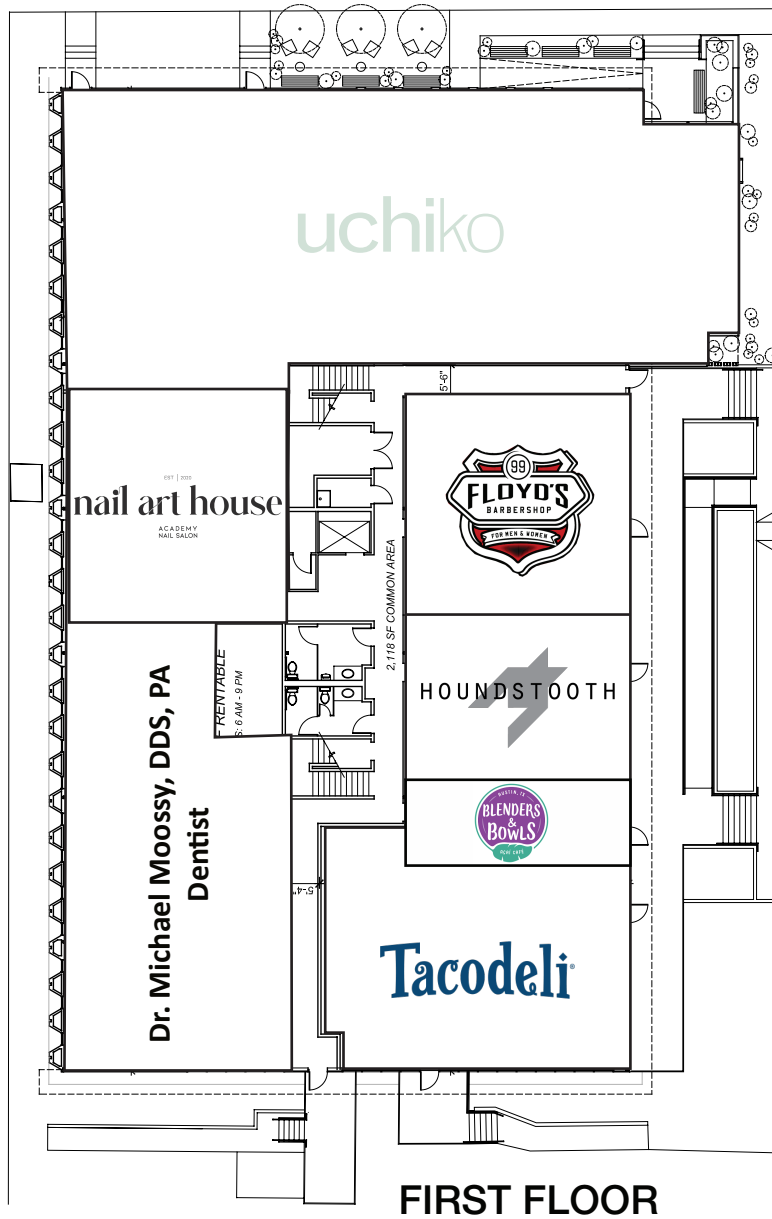 uchiko
5'-6"
EST | 2020
nail art house
ACADEMY
NAIL SALON
99
FLOYD'S
BARBERSHOP
FOR MEN & WOMEN
2,118 SF COMMON AREA
RENTABLE
S: 6 AM - 9 PM
HOUNDSTOOTH
Dr. Michael Moossy, DDS, PA
Dentist
AUSTIN, TX
BLENDERS
&
BOWLS
ACAI CAFE
5'-4"
Tacodeli®
FIRST FLOOR